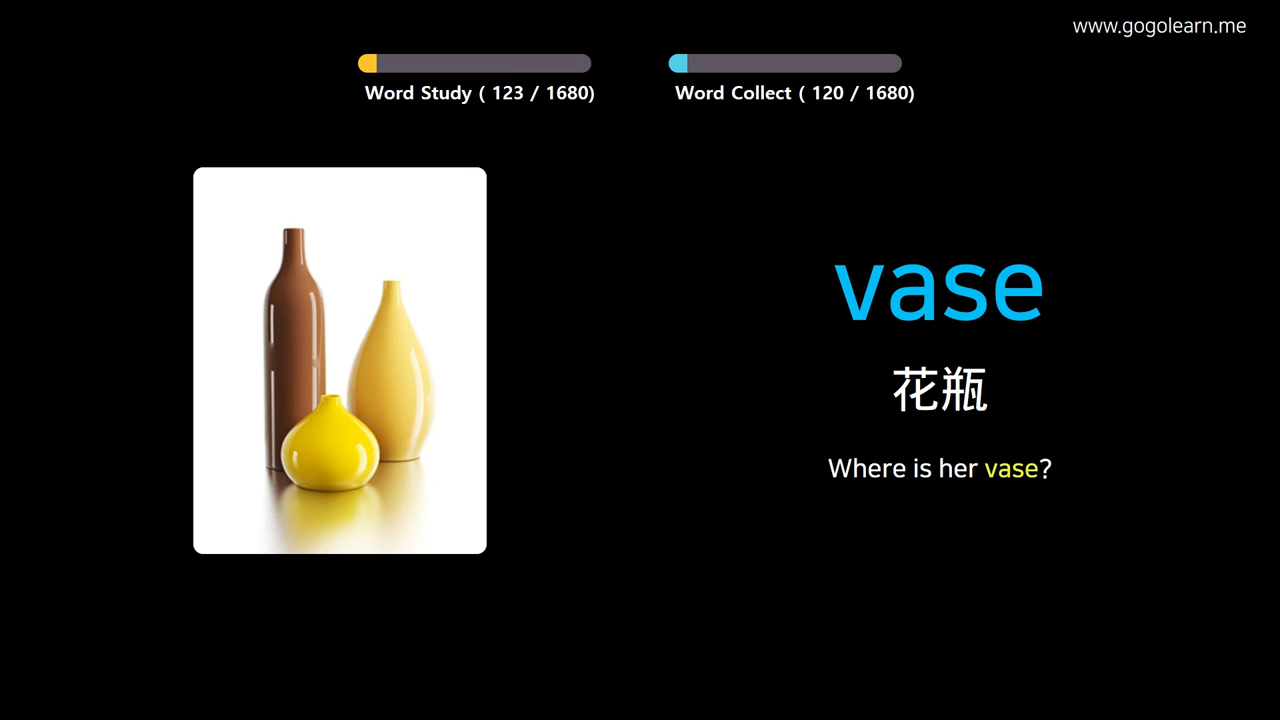 www.gogolearn.me
Word Study ( 123 / 1680)
Word Collect ( 120 / 1680)
vase
花瓶
Where is her vase?